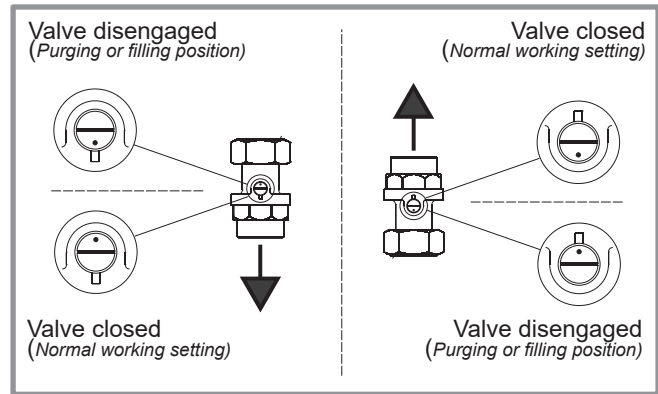 Valve disengaged
(Purging or filling position)
Valve closed
(Normal working setting)
Valve closed
(Normal working setting)
Valve disengaged
(Purging or filling position)